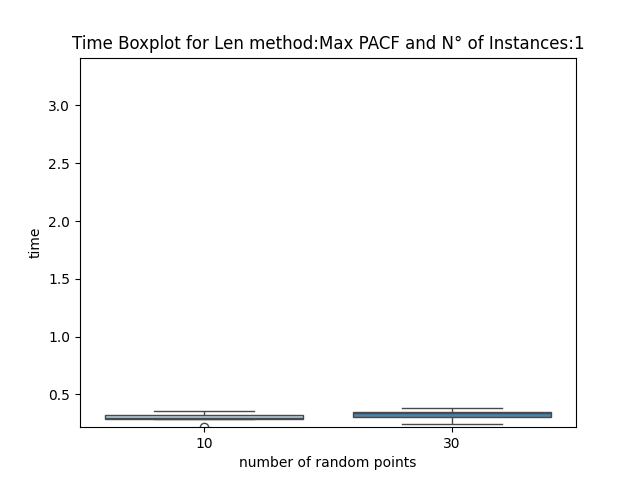 Time Boxplot for Len method:Max PACF and N° of Instances:1
3.0
2.5
2.0
1.5
1.0
0.5
time
10
30
number of random points